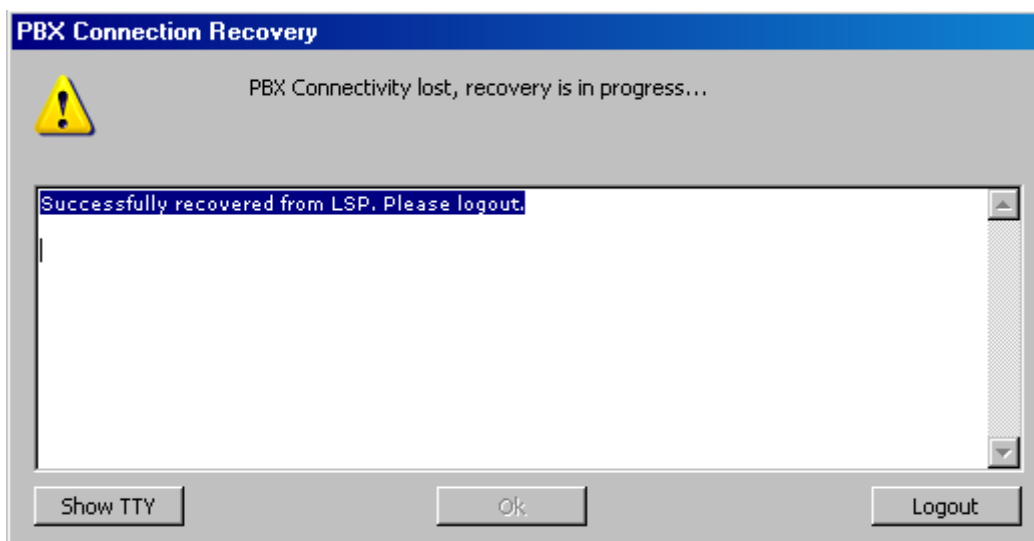 PBX Connection Recovery
PBX Connectivity lost, recovery is in progress...
Successfully recovered from LSP. Please logout.
Show TTY
Ok
Logout